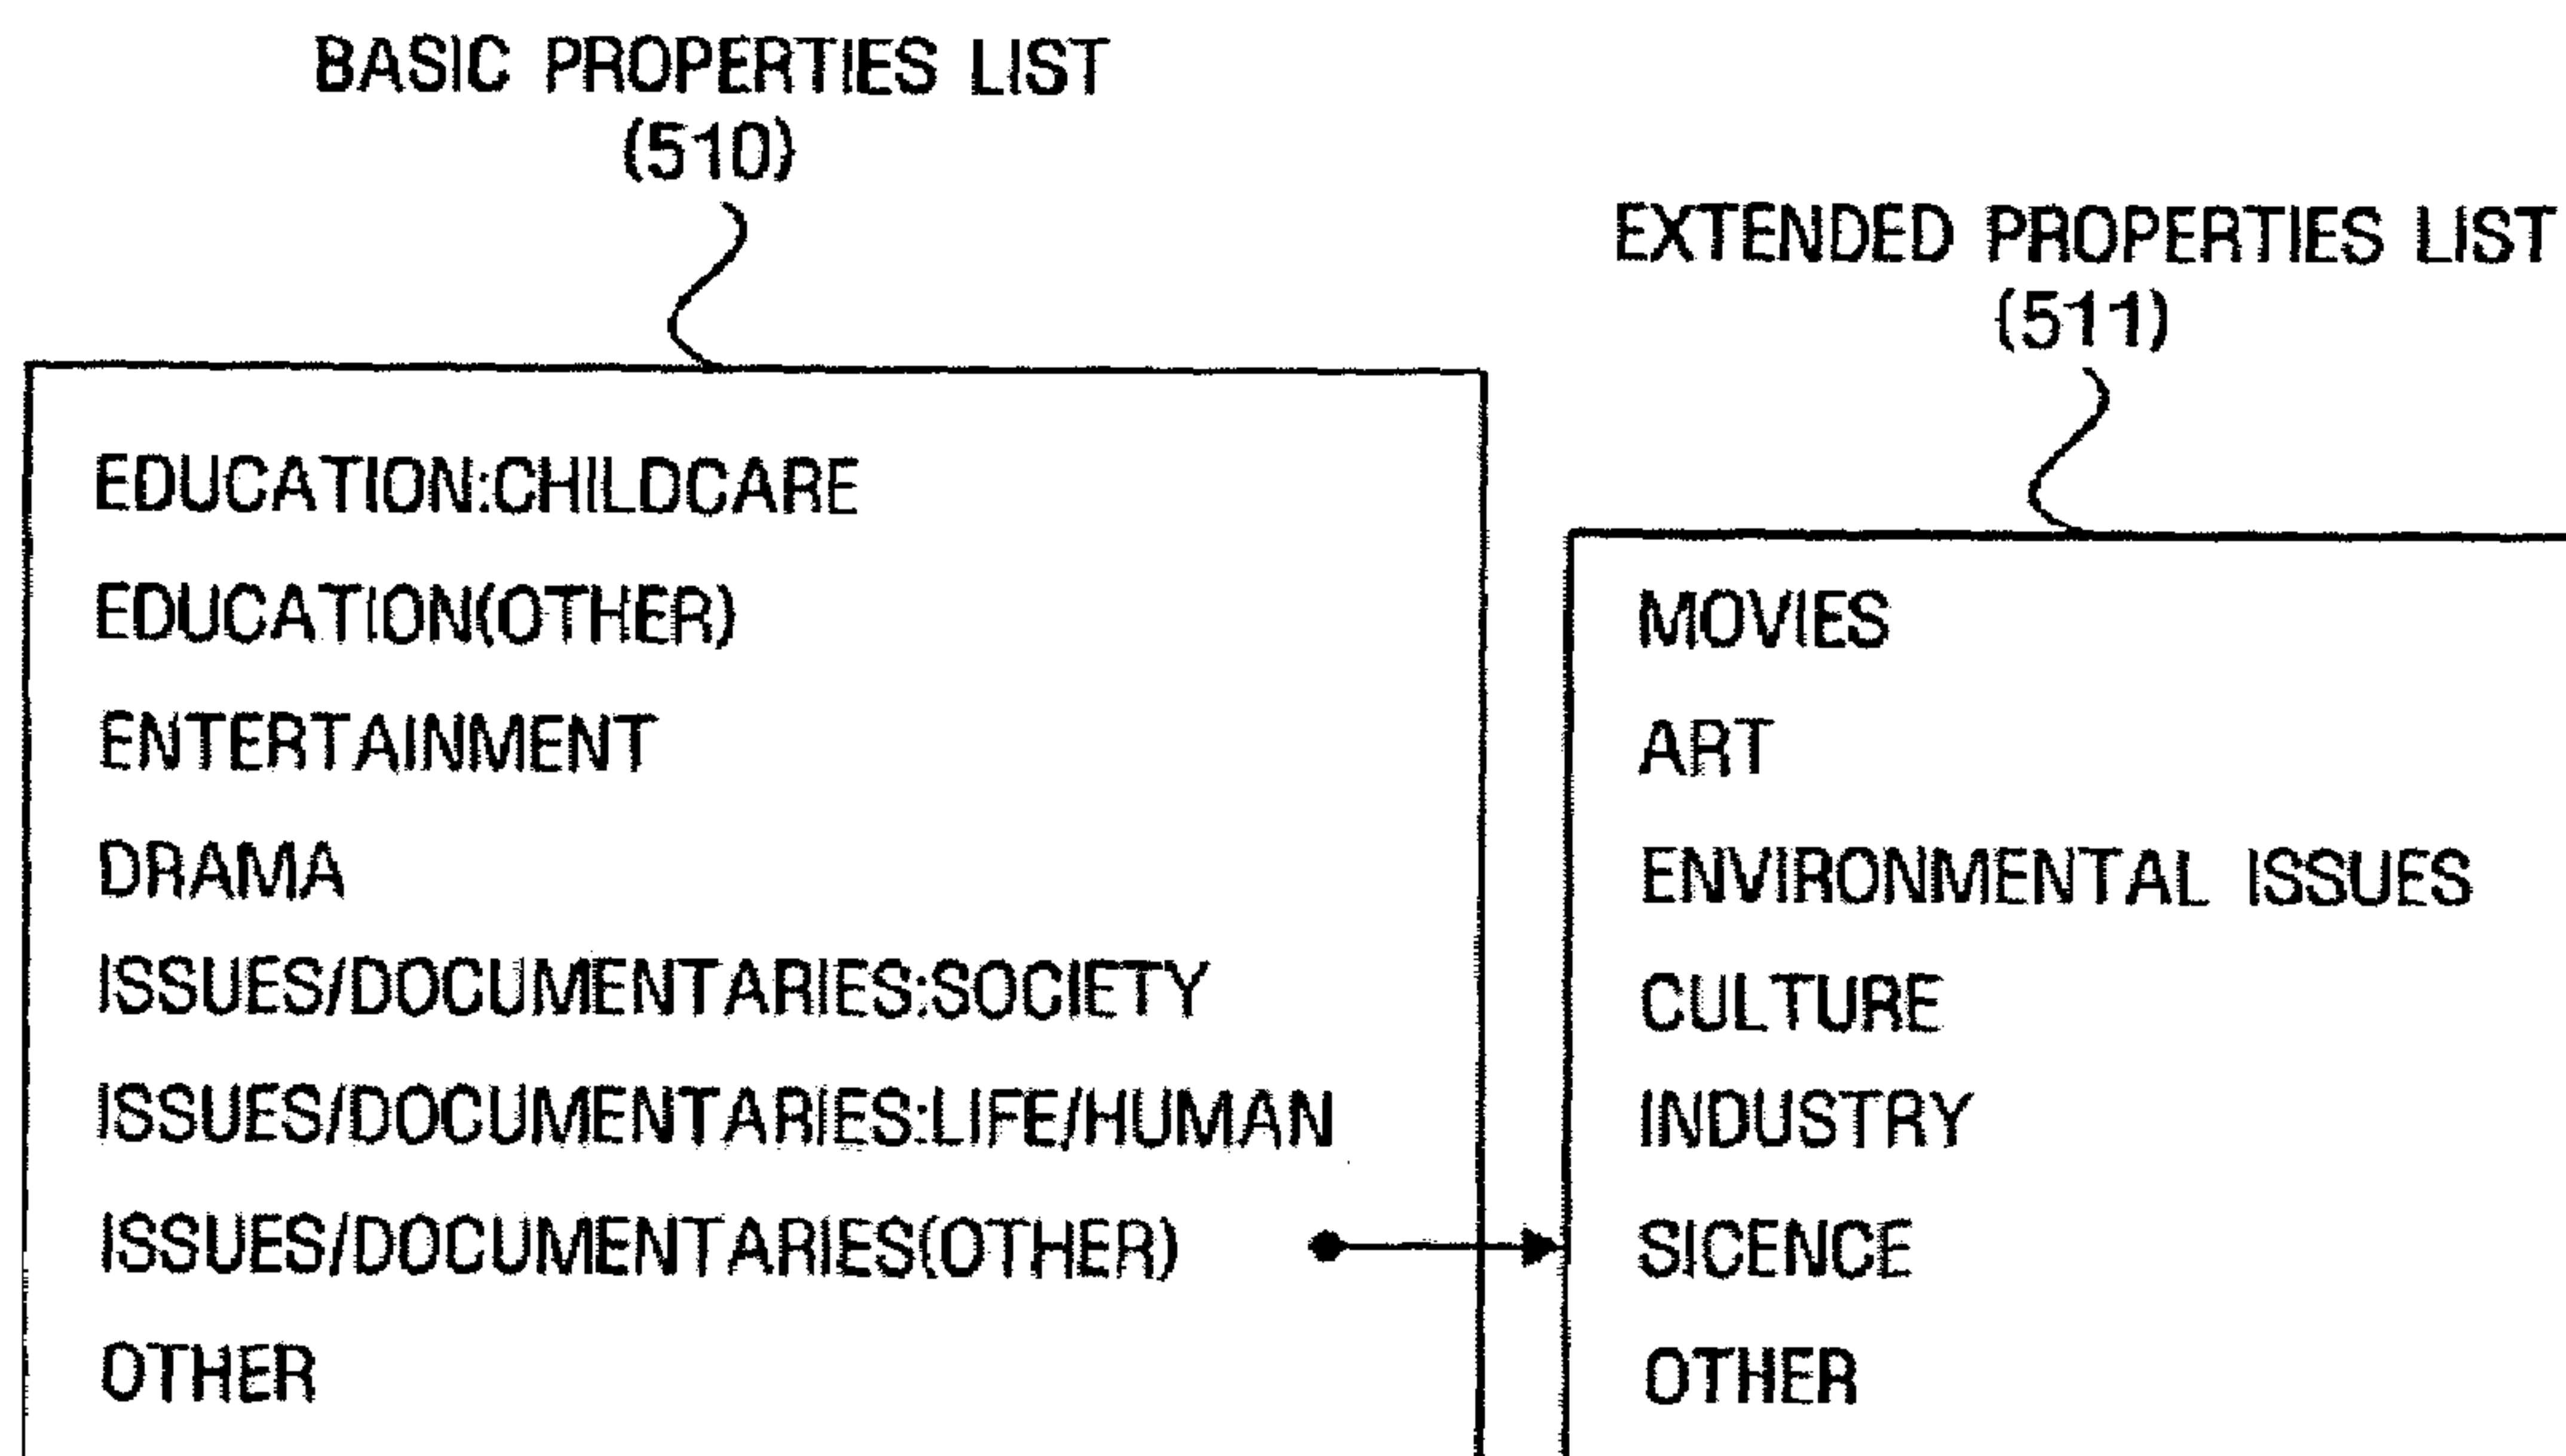 BASIC PROPERTIES LIST
(510)
EXTENDED PROPERTIES LIST
(511)
EDUCATION:CHILDCARE
EDUCATION(OTHER)
ENTERTAINMENT
DRAMA
ISSUES/DOCUMENTARIES:SOCIETY
ISSUES/DOCUMENTARIES:LIFE/HUMAN
ISSUES/DOCUMENTARIES(OTHER)
OTHER
MOVIES
ART
ENVIRONMENTAL ISSUES
CULTURE
INDUSTRY
SICENCE
OTHER